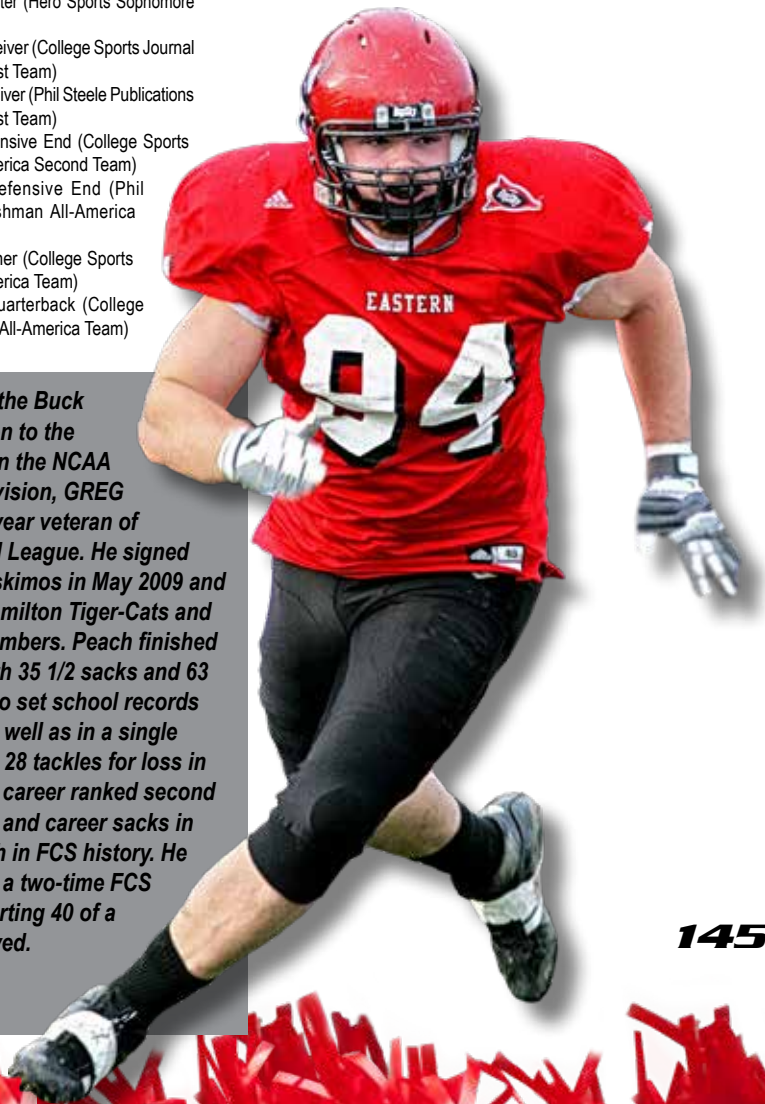 ter (Hero Sports Sophomore
eiver (College Sports Journal
st Team)
iver (Phil Steele Publications
st Team)
ensive End (College Sports
erica Second Team)
efensive End (Phil
shman All-America
ner (College Sports
erica Team)
uarterback (College
All-America Team)
the Buck
n to the
n the NCAA
vision, GREG
year veteran of
l League. He signed
skimos in May 2009 and
milton Tiger-Cats and
mbers. Peach finished
h 35 1/2 sacks and 63
o set school records
well as in a single
28 tackles for loss in
career ranked second
and career sacks in
h in FCS history. He
a two-time FCS
rting 40 of a
yed.
EASTERN
94
145